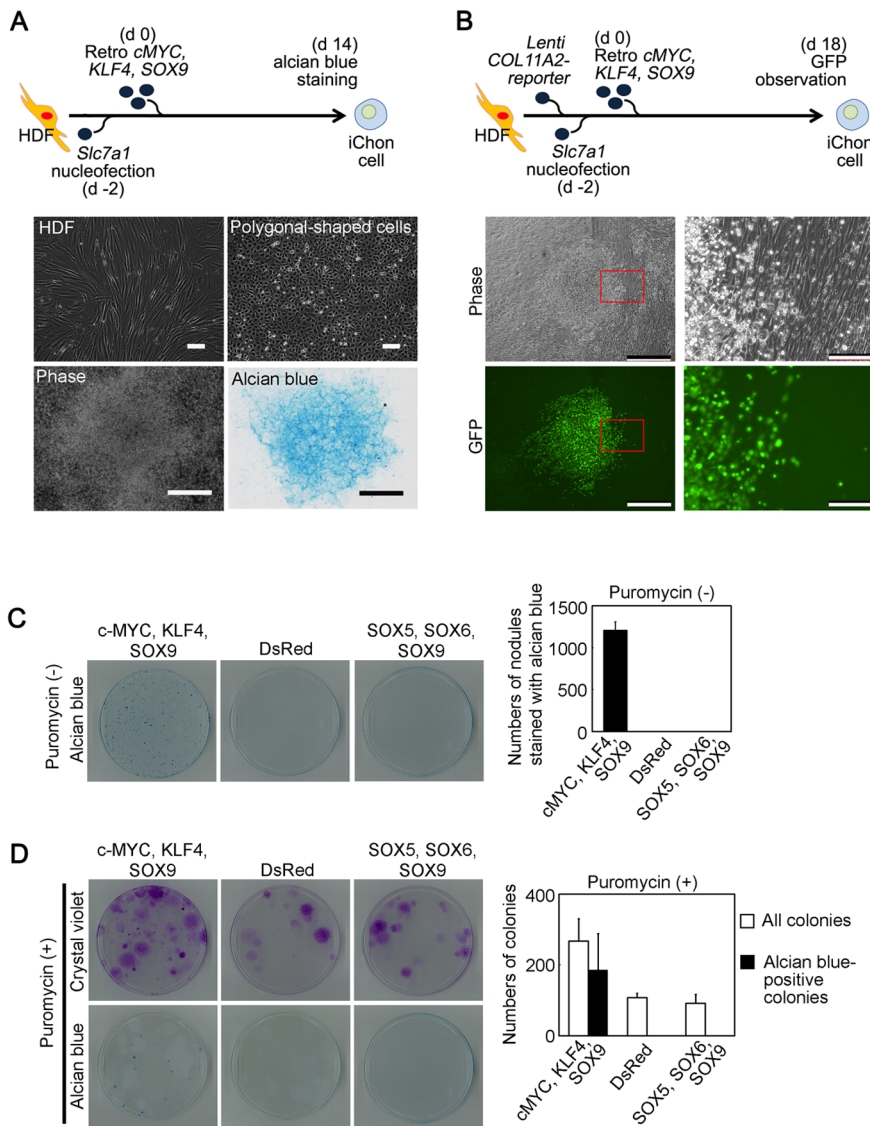 A
(d 0)
Retro cMYC,
KLF4, SOX9
(d 14)
alcian blue
staining
HDF
Slc7a1
nucleofection
(d -2)
iChon
cell
HDF
Polygonal-shaped cells
Phase
Alcian blue
B
Lenti
COL11A2-
reporter
(d 0)
Retro cMYC,
KLF4, SOX9
(d 18)
GFP
observation
HDF
Slc7a1
nucleofection
(d -2)
iChon
cell
Phase
GFP
C
c-MYC, KLF4,
SOX9
DsRed
SOX5, SOX6,
SOX9
Puromycin (-)
Alcian blue
Puromycin (-)
Numbers of nodules
stained with alcian blue
1500
1000
500
0
cMYC, KLF4,
SOX9
DsRed
SOX5, SOX6,
SOX9
D
c-MYC, KLF4,
SOX9
DsRed
SOX5, SOX6,
SOX9
Puromycin (+)
Crystal violet
Alcian blue
Puromycin (+)
Numbers of colonies
400
200
0
cMYC, KLF4,
SOX9
DsRed
SOX5, SOX6,
SOX9
All colonies
Alcian blue-
positive
colonies